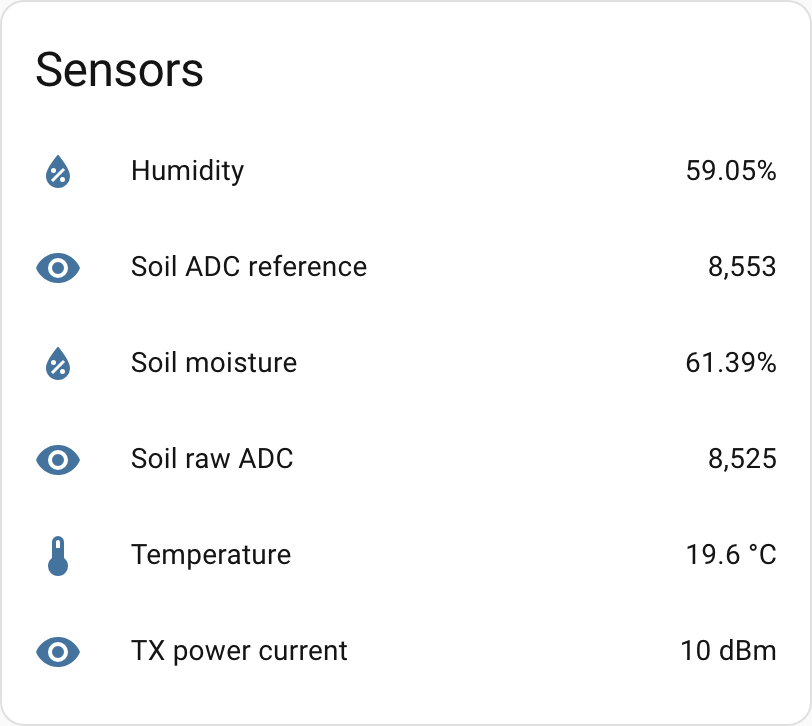 Sensors
Humidity 59.05%
Soil ADC reference 8,553
Soil moisture 61.39%
Soil raw ADC 8,525
Temperature 19.6 °C
TX power current 10 dBm